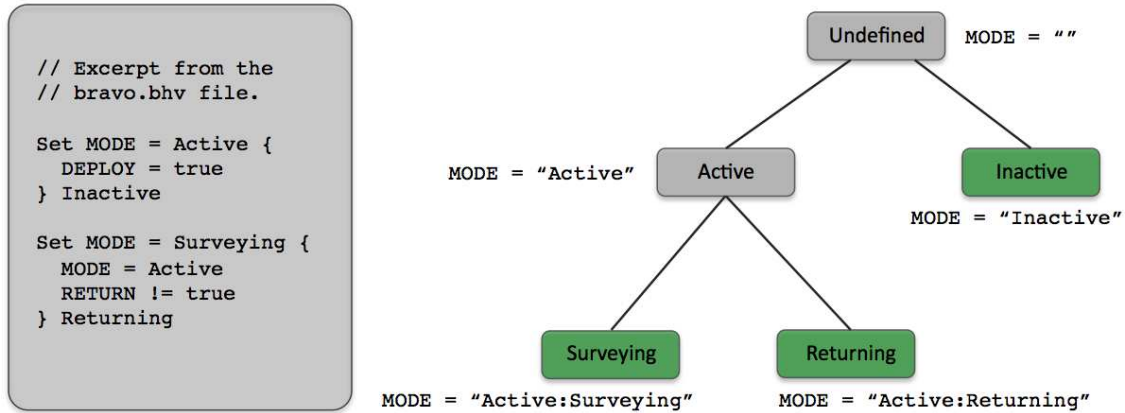 // Excerpt from the
// bravo.bhv file.
Set MODE = Active {
DEPLOY = true
} Inactive
Set MODE = Surveying {
MODE = Active
RETURN != true
} Returning
Undefined
MODE = “”
MODE = “Active”
Active
Inactive
MODE = “Inactive”
Surveying
Returning
MODE = “Active:Surveying”
MODE = “Active:Returning”